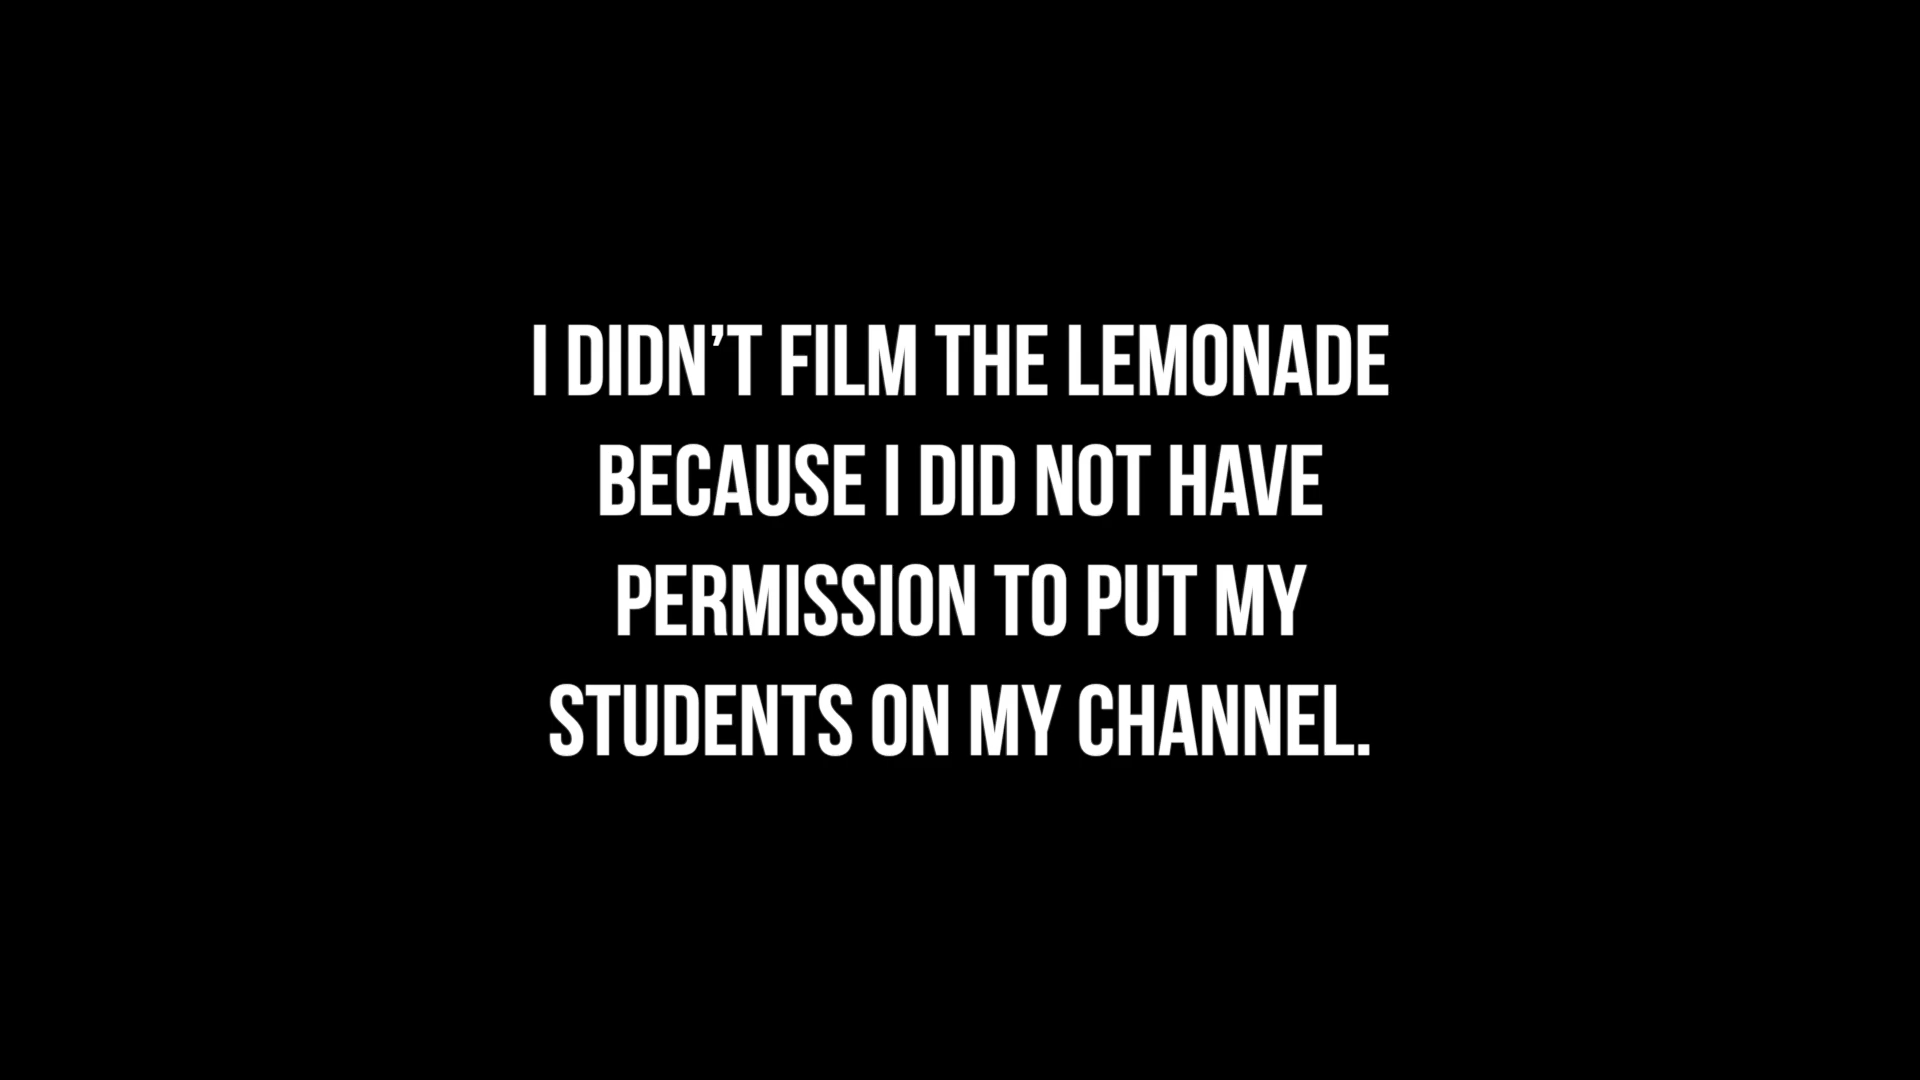 I DIDN’T FILM THE LEMONADE
BECAUSE I DID NOT HAVE
PERMISSION TO PUT MY
STUDENTS ON MY CHANNEL.